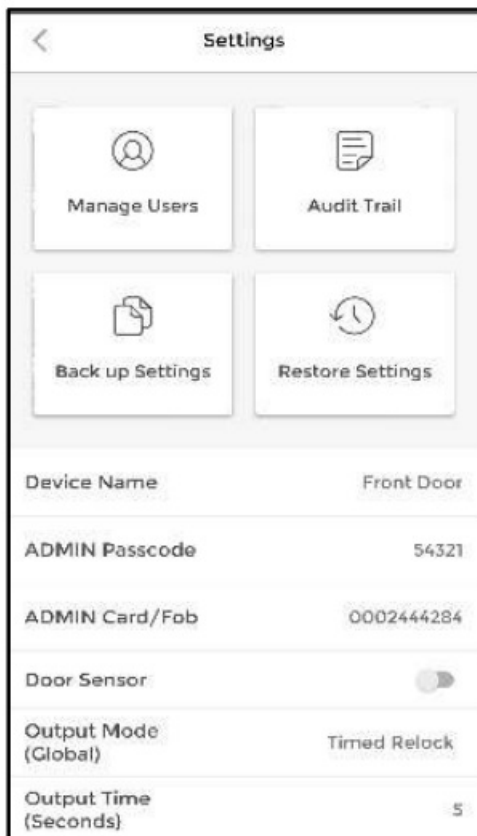 Settings
Manage Users
Audit Trail
Back up Settings
Restore Settings
Device Name
Front Door
ADMIN Passcode
54321
ADMIN Card/Fob
0002444284
Door Sensor
Output Mode
(Global)
Timed Relock
Output Time
(Seconds)
5